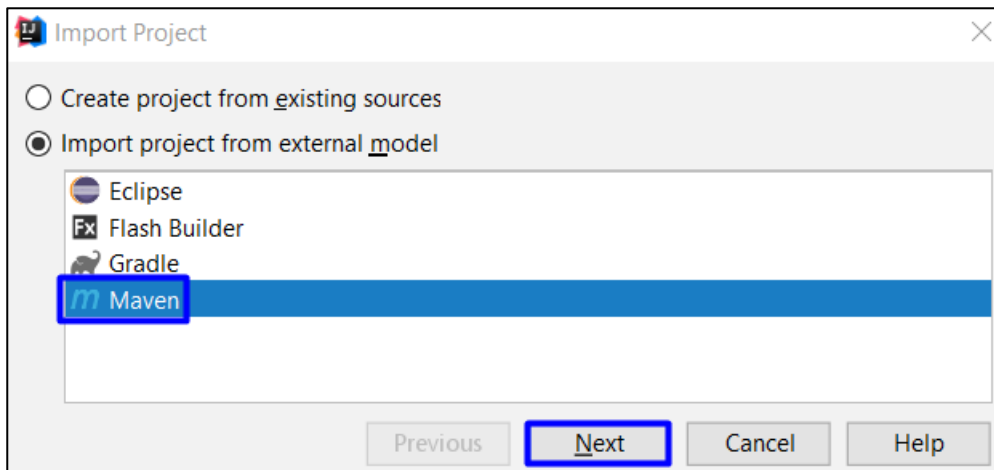 IJ Import Project
Create project from existing sources
Import project from external model
Eclipse
Fx Flash Builder
Gradle
m Maven
Previous Next Cancel Help